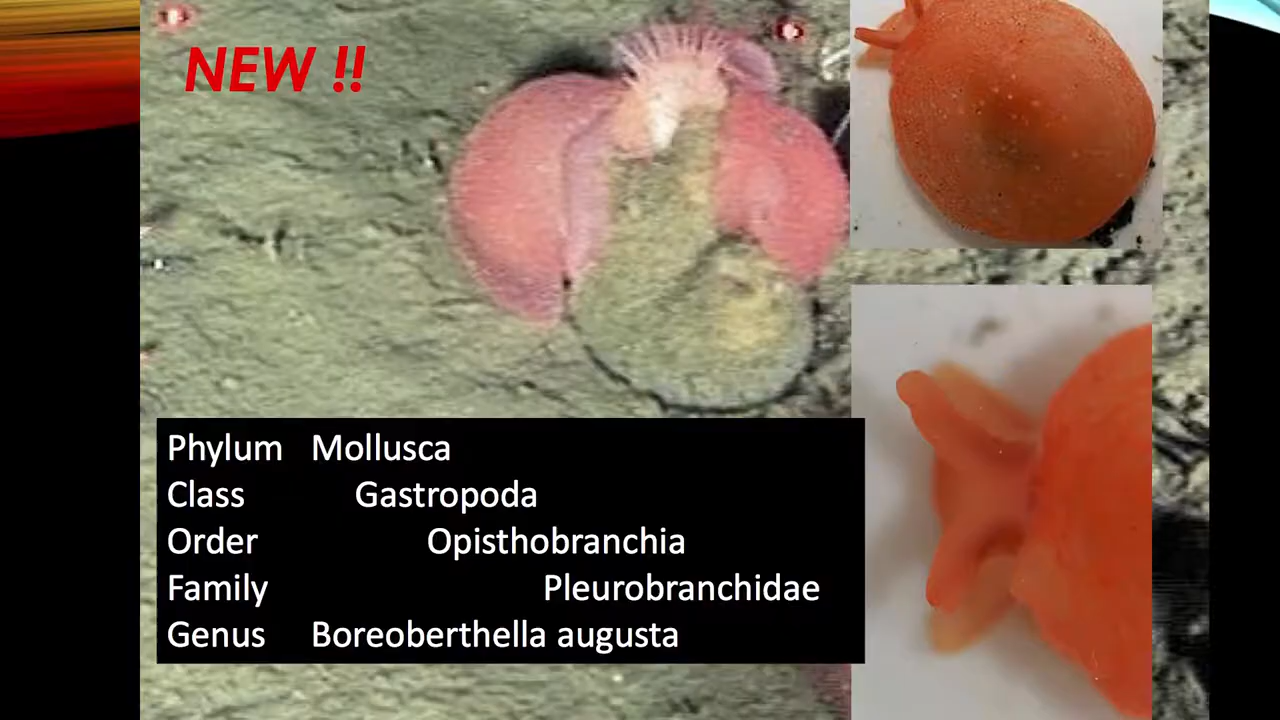 NEW !!
Phylum Mollusca
Class Gastropoda
Order Opisthobranchia
Family Pleurobranchidae
Genus Boreoberthella augusta